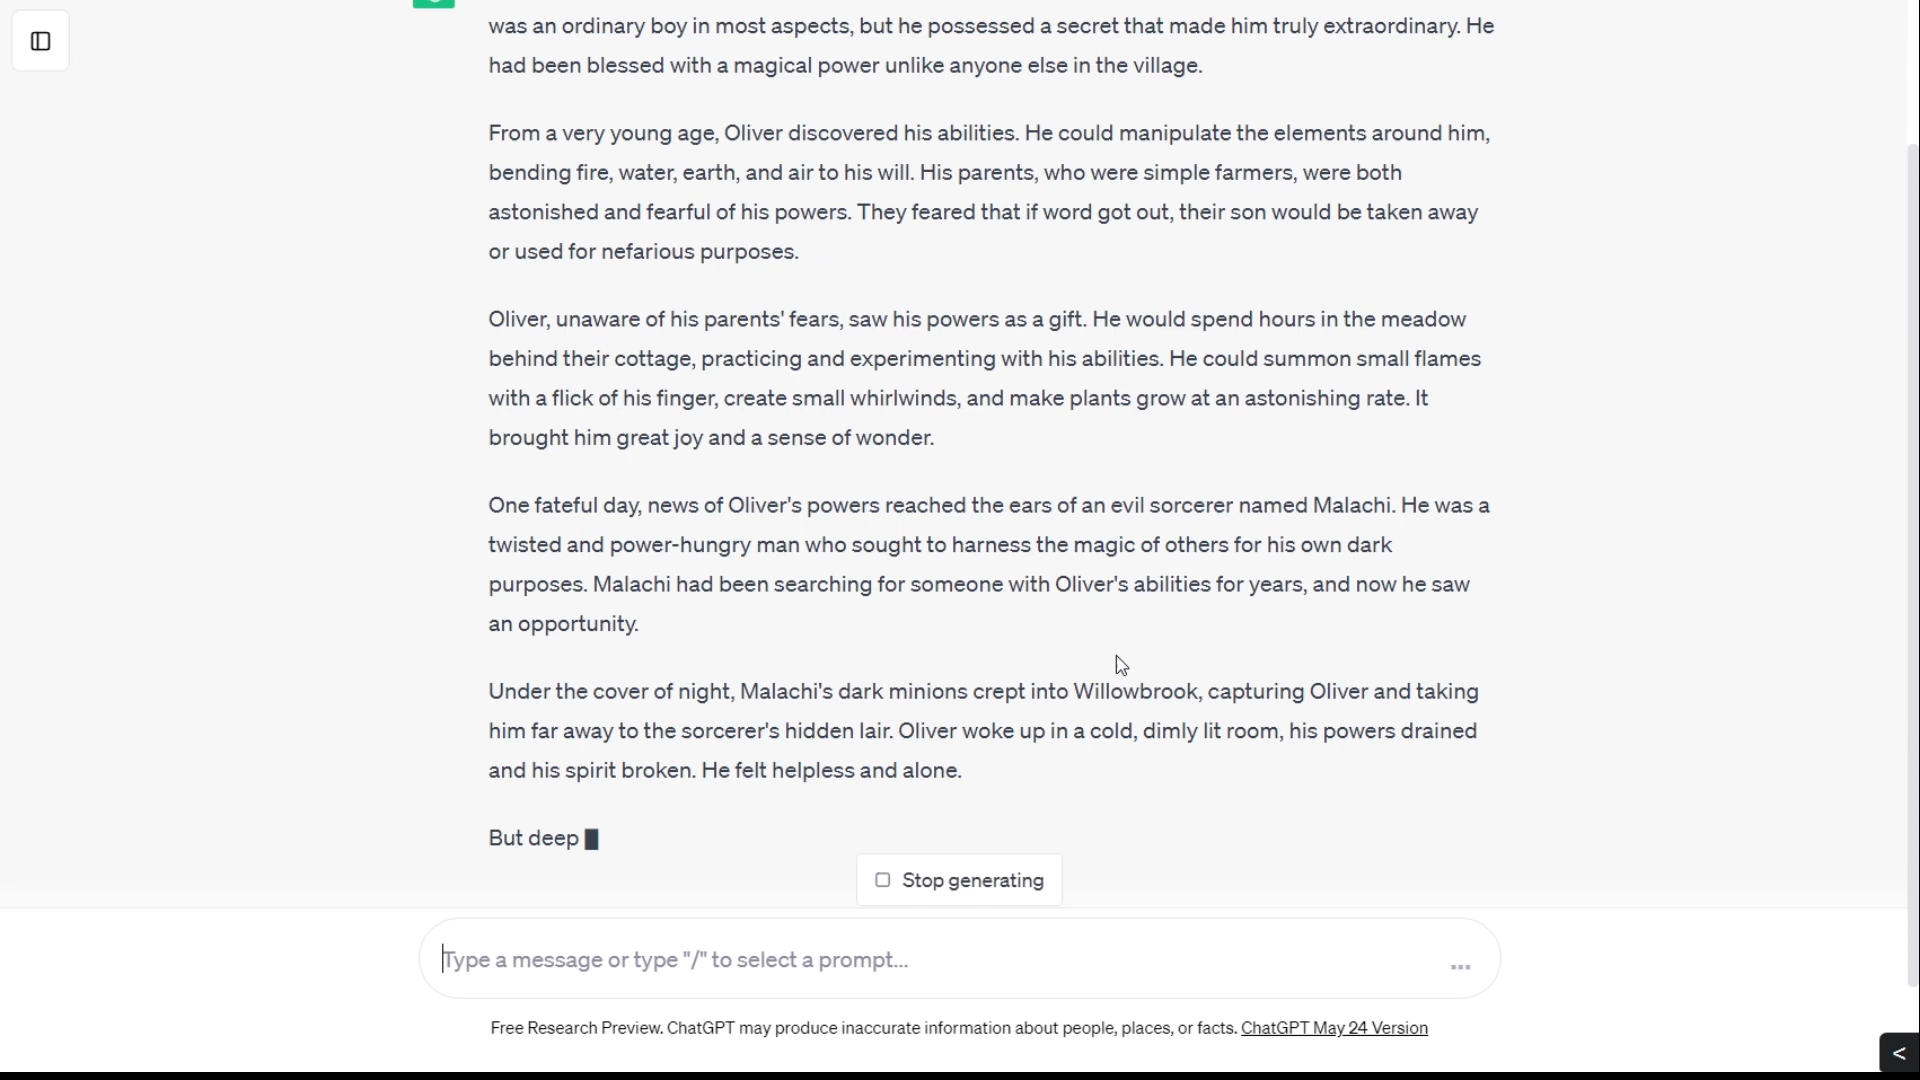 was an ordinary boy in most aspects, but he possessed a secret that made him truly extraordinary. He
had been blessed with a magical power unlike anyone else in the village.
From a very young age, Oliver discovered his abilities. He could manipulate the elements around him,
bending fire, water, earth, and air to his will. His parents, who were simple farmers, were both
astonished and fearful of his powers. They feared that if word got out, their son would be taken away
or used for nefarious purposes.
Oliver, unaware of his parents' fears, saw his powers as a gift. He would spend hours in the meadow
behind their cottage, practicing and experimenting with his abilities. He could summon small flames
with a flick of his finger, create small whirlwinds, and make plants grow at an astonishing rate. It
brought him great joy and a sense of wonder.
One fateful day, news of Oliver's powers reached the ears of an evil sorcerer named Malachi. He was a
twisted and power-hungry man who sought to harness the magic of others for his own dark
purposes. Malachi had been searching for someone with Oliver's abilities for years, and now he saw
an opportunity.
Under the cover of night, Malachi's dark minions crept into Willowbrook, capturing Oliver and taking
him far away to the sorcerer's hidden lair. Oliver woke up in a cold, dimly lit room, his powers drained
and his spirit broken. He felt helpless and alone.
But deep
Stop generating
Type a message or type "/" to select a prompt...
Free Research Preview. ChatGPT may produce inaccurate information about people, places, or facts. ChatGPT May 24 Version
<